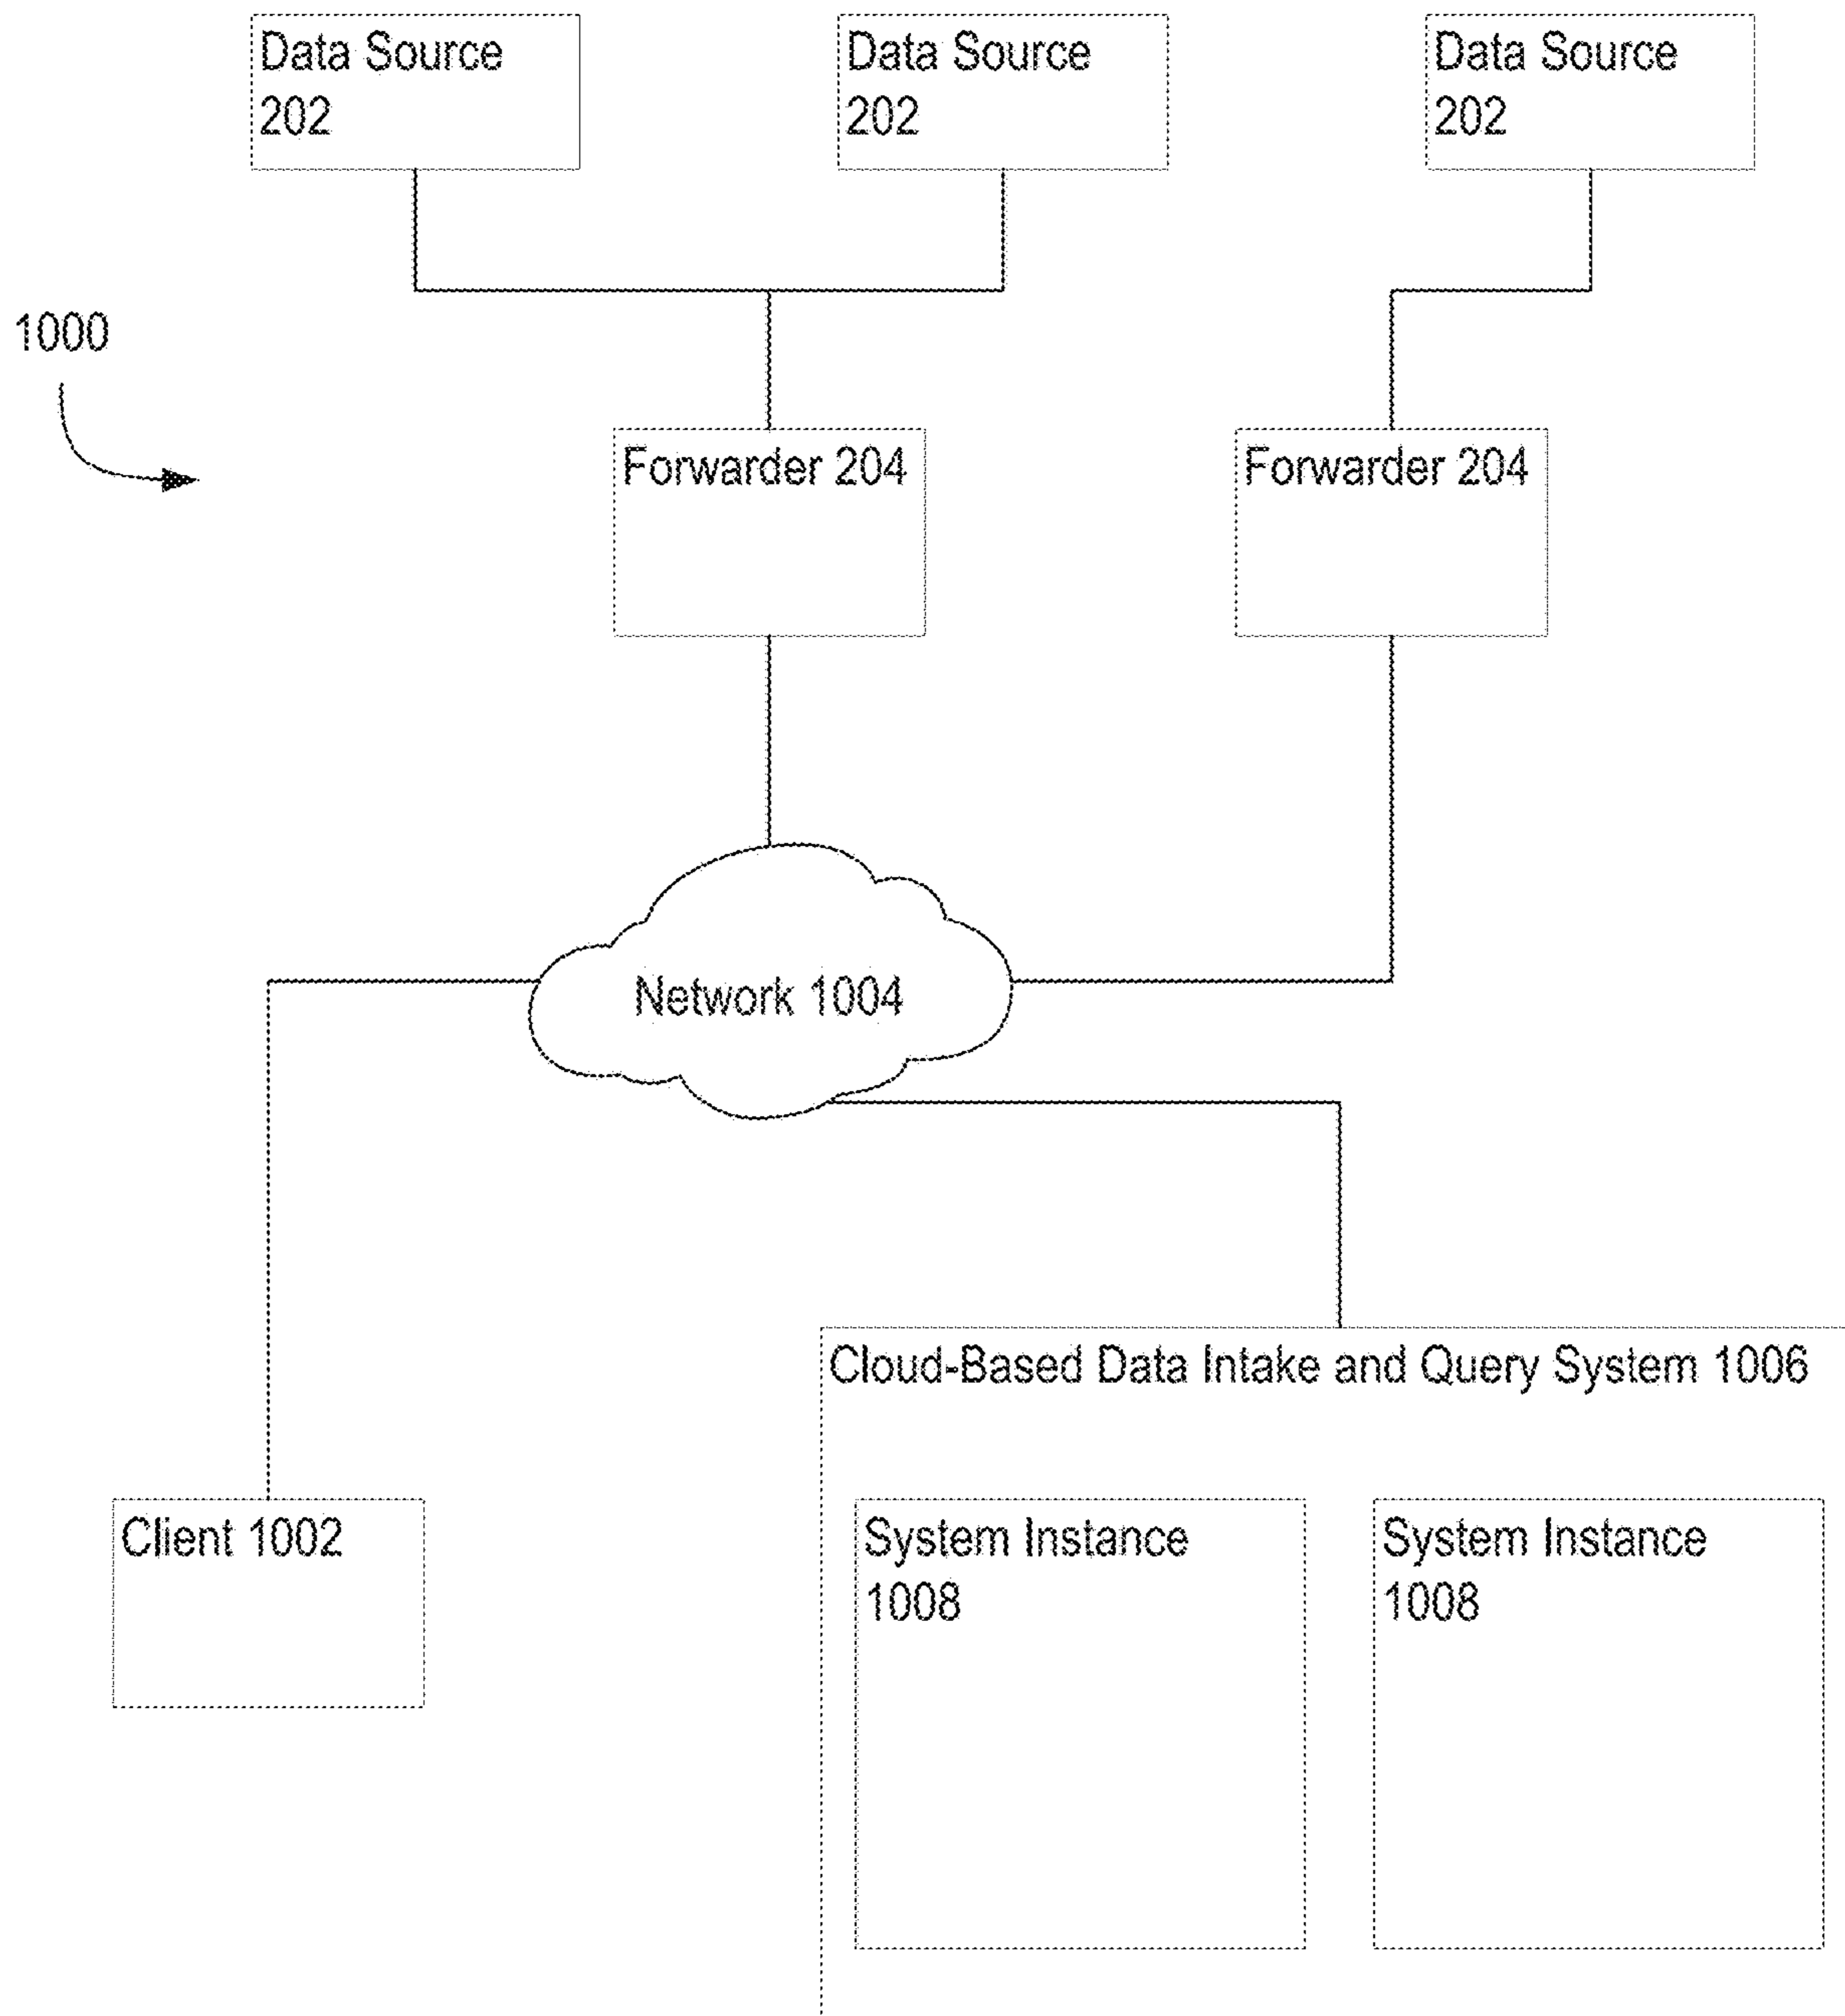 Data Source
202
Data Source
202
Data Source
202
1000
Forwarder 204
Forwarder 204
Network 1004
Cloud-Based Data Intake and Query System 1006
Client 1002
System Instance
1008
System Instance
1008